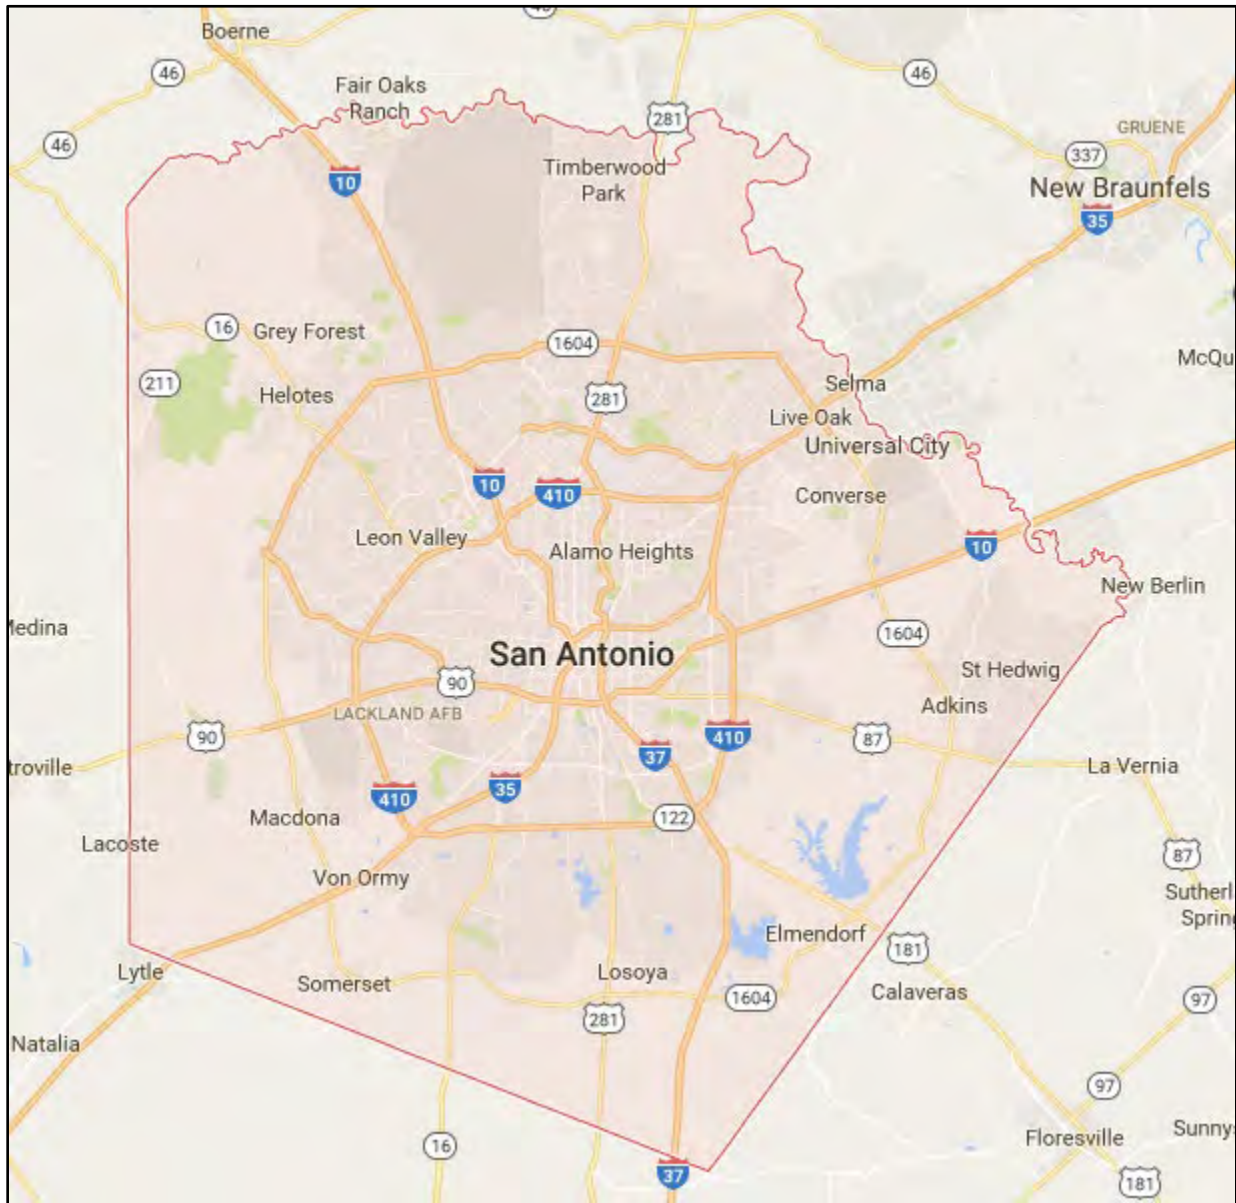 46
Boerne
46
46
Fair Oaks
Ranch
281
GRUENE
46
337
Timberwood
Park
10
New Braunfels
35
16
Grey Forest
1604
McQu
211
Helotes
281
Selma
Live Oak
Universal City
10
410
Converse
Leon Valley
Alamo Heights
10
New Berlin
Medina
1604
San Antonio
St Hedwig
90
LACKLAND AFB
Adkins
90
410
87
37
troville
La Vernia
35
410
Macdona
122
Lacoste
87
Von Ormy
Sutherl
Spring
Elmendorf
181
Lytle
Somerset
Losoya
Calaveras
1604
97
281
Natalia
97
16
Floresville
Sunny
37
181